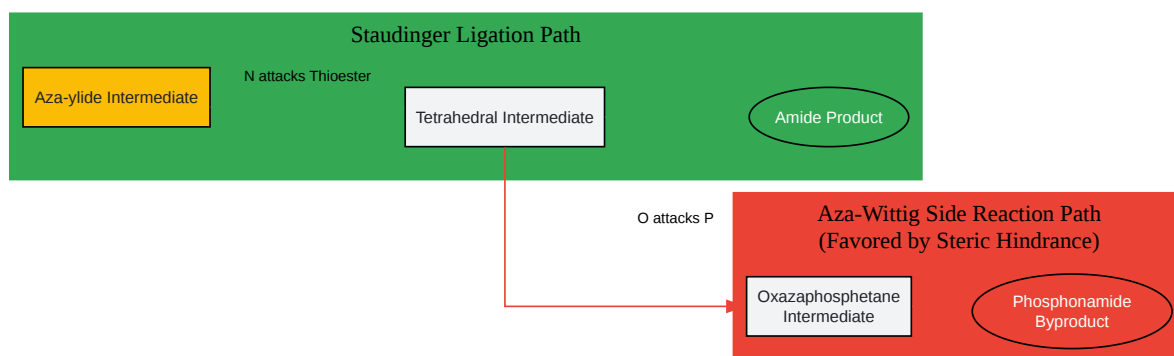 Staudinger Ligation Path
N attacks Thioester
Aza-ylide Intermediate
Tetrahedral Intermediate
Amide Product
O attacks P
Aza-Wittig Side Reaction Path
(Favored by Steric Hindrance)
Oxazaphosphetane
Intermediate
Phosphonamide
Byproduct